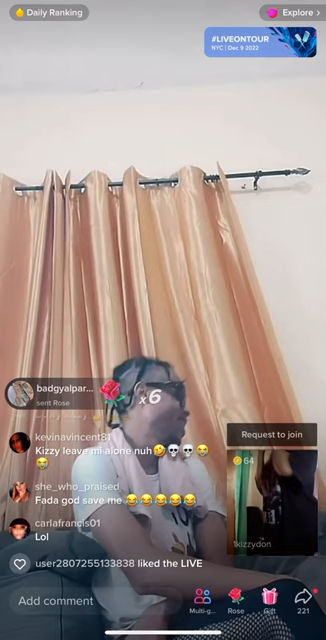 Daily Ranking
Explore >
#LIVEONTOUR
NYC | Dec 9 2022
badgyalpar...
sent Rose
x6
kevinavincent81
Kizzy leave mi alone nuh🤣💀💀😭
😭
Request to join
64
she_who_praised
Fada god save me 😂😂😂😂😂
carlafrancis01
Lol
1kizzydon
user2807255133838 liked the LIVE
Add comment
Multi-g...
Rose
Gift
221